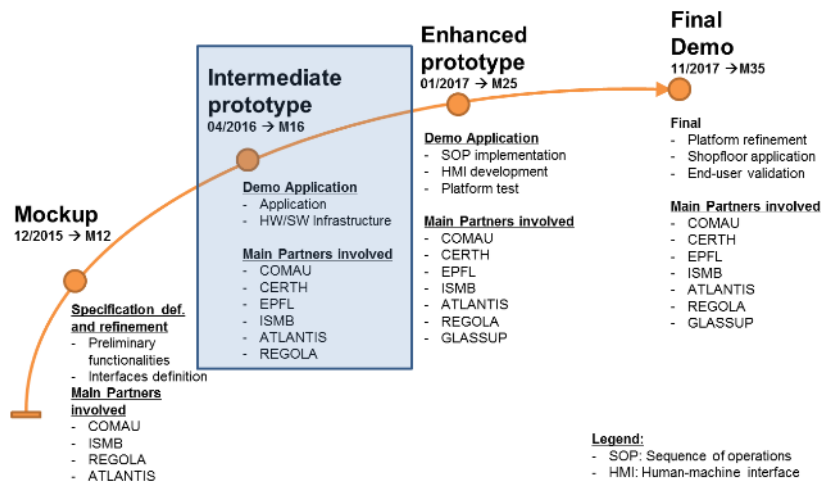 Mockup
12/2015 → M12
Specification def.
and refinement
- Preliminary
functionalities
- Interfaces definition
Main Partners
involved
- COMAU
- ISMB
- REGOLA
- ATLANTIS
Intermediate
prototype
04/2016 → M16
Demo Application
- Application
- HW/SW Infrastructure
Main Partners involved
- COMAU
- CERTH
- EPFL
- ISMB
- ATLANTIS
- REGOLA
Enhanced
prototype
01/2017 → M25
Demo Application
- SOP implementation
- HMI development
- Platform test
Main Partners involved
- COMAU
- CERTH
- EPFL
- ISMB
- ATLANTIS
- REGOLA
- GLASSUP
Final
Demo
11/2017 → M35
Final
- Platform refinement
- Shopfloor application
- End-user validation
Main Partners involved
- COMAU
- CERTH
- EPFL
- ISMB
- ATLANTIS
- REGOLA
- GLASSUP
Legend:
- SOP: Sequence of operations
- HMI: Human-machine interface